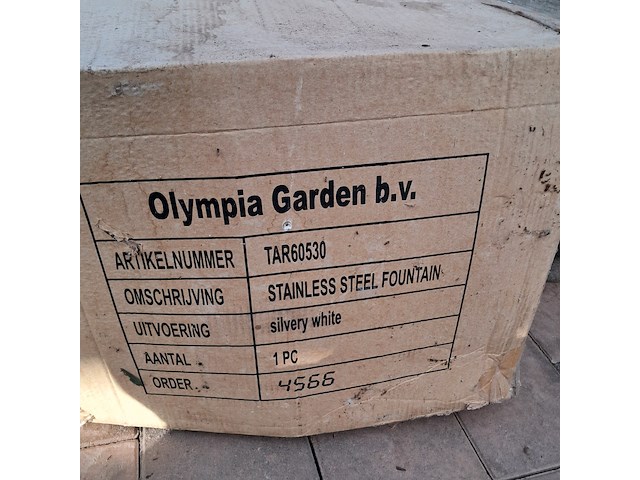 Olympia Garden b.v.
ARTIKELNUMMER TAR60530
OMSCHRIJVING STAINLESS STEEL FOUNTAIN
UITVOERING silvery white
AANTAL 1 PC
ORDER 4566